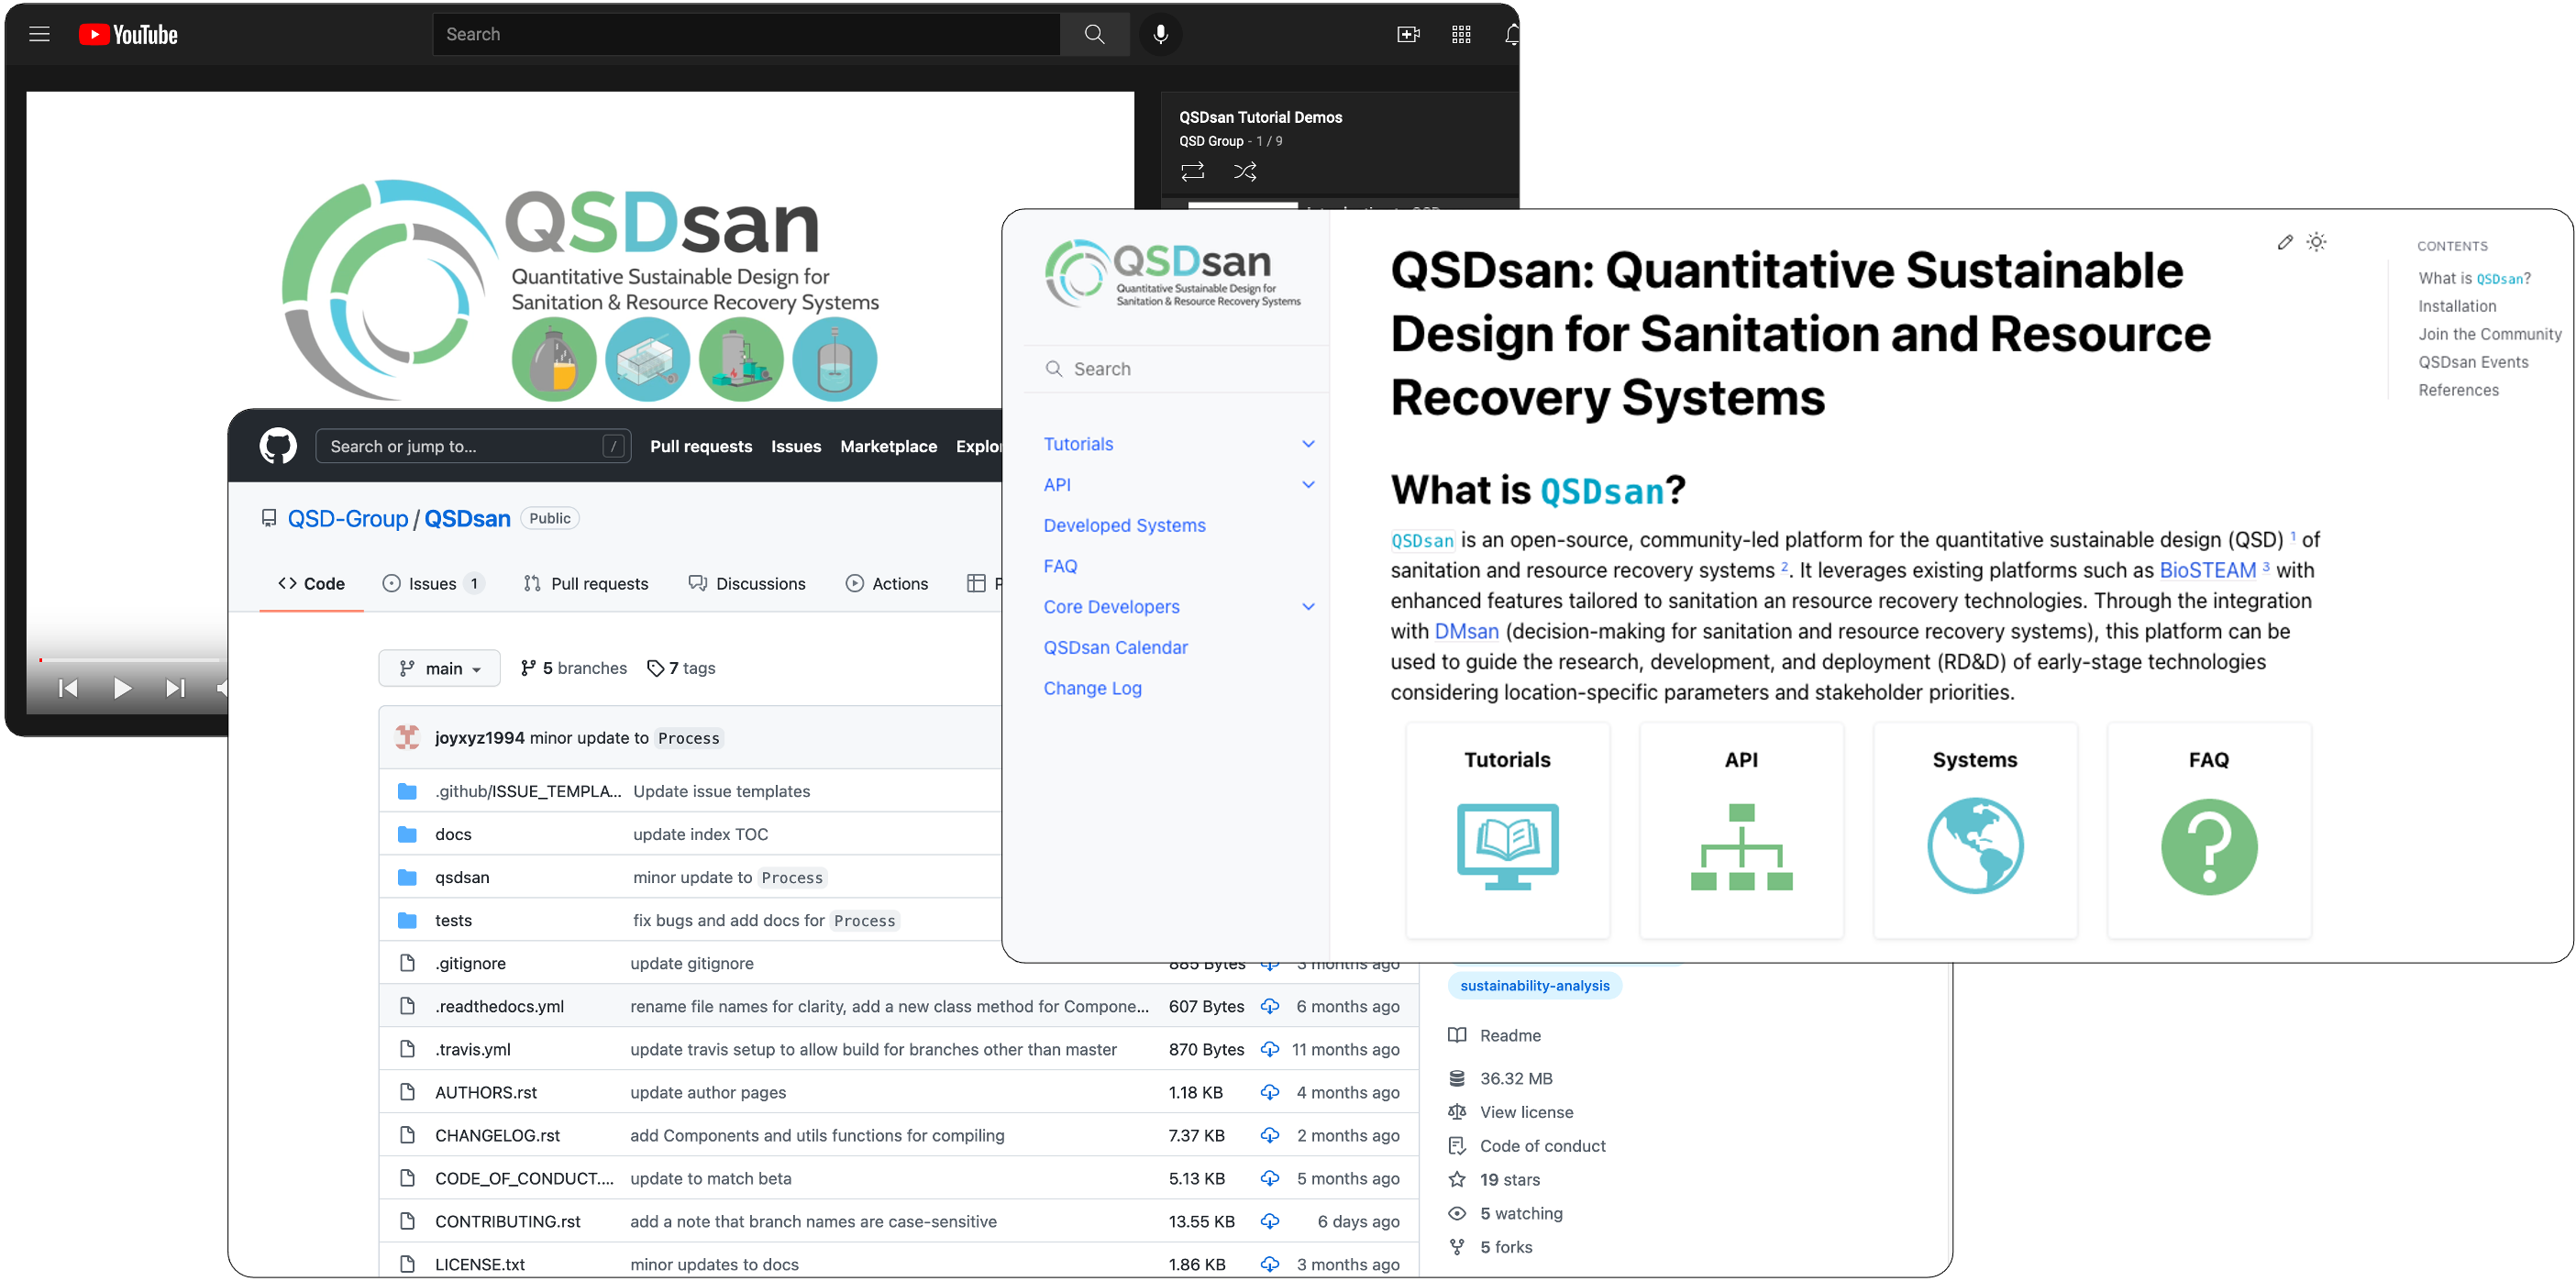 YouTube
Search
QSDsan Tutorial Demos
QSD Group - 1 / 9
QSDsan
Quantitative Sustainable Design for
Sanitation & Resource Recovery Systems
Search or jump to... /
Pull requests Issues Marketplace Explor
QSD-Group / QSDsan Public
Code Issues 1 Pull requests Discussions Actions P
main 5 branches 7 tags
joyxyz1994 minor update to Process
.github/ISSUE_TEMPLA... Update issue templates
docs update index TOC
qsdsan minor update to Process
tests fix bugs and add docs for Process
.gitignore update gitignore 885 Bytes 3 months ago
.readthedocs.yml rename file names for clarity, add a new class method for Compone... 607 Bytes 6 months ago
.travis.yml update travis setup to allow build for branches other than master 870 Bytes 11 months ago
AUTHORS.rst update author pages 1.18 KB 4 months ago
CHANGELOG.rst add Components and utils functions for compiling 7.37 KB 2 months ago
CODE_OF_CONDUCT.... update to match beta 5.13 KB 5 months ago
CONTRIBUTING.rst add a note that branch names are case-sensitive 13.55 KB 6 days ago
LICENSE.txt minor updates to docs 1.86 KB 3 months ago
sustainability-analysis
Readme
36.32 MB
View license
Code of conduct
19 stars
5 watching
5 forks
QSDsan
Quantitative Sustainable Design for
Sanitation & Resource Recovery Systems
Search
Tutorials
API
Developed Systems
FAQ
Core Developers
QSDsan Calendar
Change Log
QSDsan: Quantitative Sustainable
Design for Sanitation and Resource
Recovery Systems
What is QSDsan?
QSDsan is an open-source, community-led platform for the quantitative sustainable design (QSD) 1 of
sanitation and resource recovery systems 2. It leverages existing platforms such as BioSTEAM 3 with
enhanced features tailored to sanitation an resource recovery technologies. Through the integration
with DMsan (decision-making for sanitation and resource recovery systems), this platform can be
used to guide the research, development, and deployment (RD&D) of early-stage technologies
considering location-specific parameters and stakeholder priorities.
Tutorials
API
Systems
FAQ
CONTENTS
What is QSDsan?
Installation
Join the Community
QSDsan Events
References